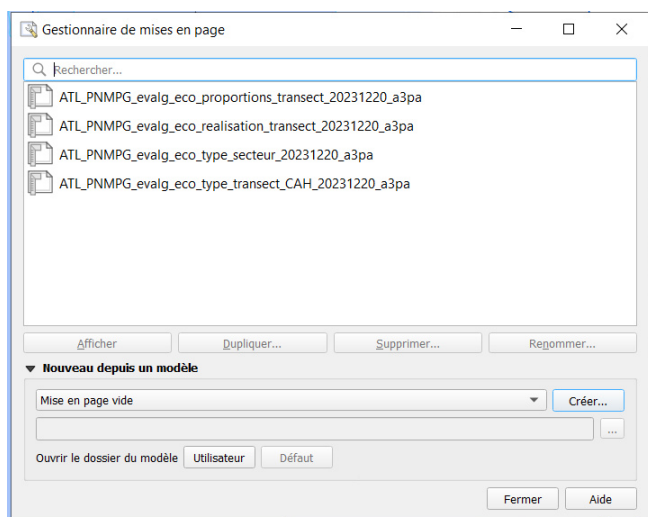 Gestionnaire de mises en page
Rechercher...
ATL_PNMPG_evalg_eco_proportions_transect_20231220_a3pa
ATL_PNMPG_evalg_eco_realisation_transect_20231220_a3pa
ATL_PNMPG_evalg_eco_type_secteur_20231220_a3pa
ATL_PNMPG_evalg_eco_type_transect_CAH_20231220_a3pa
Afficher Dupliquer... Supprimer... Renommer...
Nouveau depuis un modèle
Mise en page vide Créer...
...
Ouvrir le dossier du modèle Utilisateur Défaut
Fermer Aide